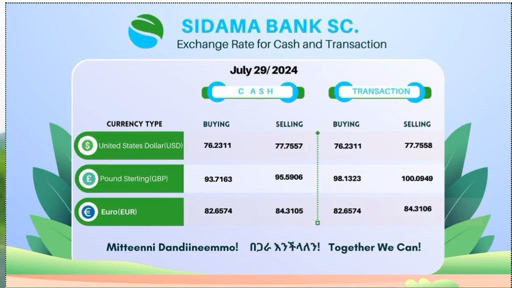 SIDAMA BANK SC.
Exchange Rate for Cash and Transaction
July 29/ 2024
CASH TRANSACTION
CURRENCY TYPE BUYING SELLING BUYING SELLING
United States Dollar(USD) 76.2311 77.7557 76.2311 77.7558
Pound Sterling(GBP) 93.7163 95.5906 98.1323 100.0949
Euro(EUR) 82.6574 84.3105 82.6574 84.3106
Mitteenni Dandiineemmo! በጋራ እንችላለን! Together We Can!